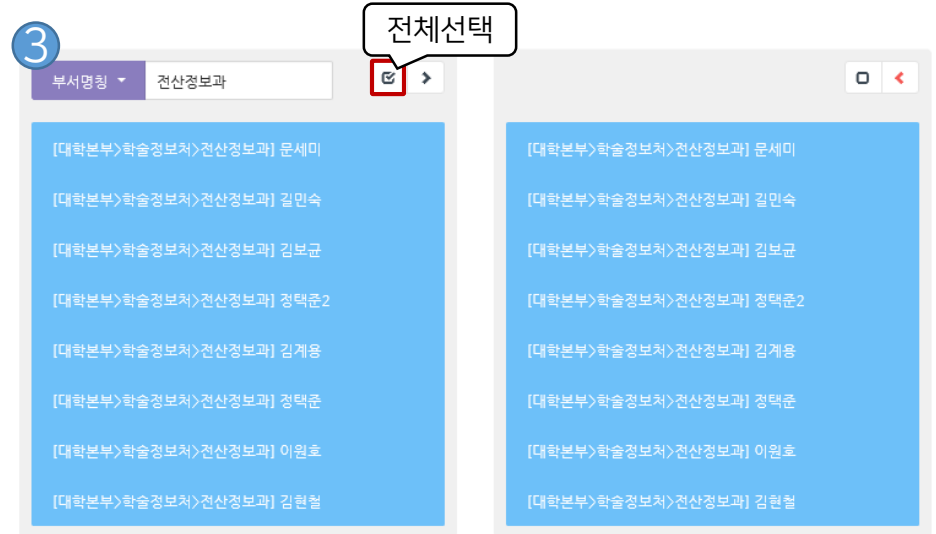 전체선택
3
부서명칭 전산정보과
[대학본부>학술정보처>전산정보과] 문세미
[대학본부>학술정보처>전산정보과] 길민숙
[대학본부>학술정보처>전산정보과] 김보균
[대학본부>학술정보처>전산정보과] 정택준2
[대학본부>학술정보처>전산정보과] 김계용
[대학본부>학술정보처>전산정보과] 정택준
[대학본부>학술정보처>전산정보과] 이원호
[대학본부>학술정보처>전산정보과] 김현철
[대학본부>학술정보처>전산정보과] 문세미
[대학본부>학술정보처>전산정보과] 길민숙
[대학본부>학술정보처>전산정보과] 김보균
[대학본부>학술정보처>전산정보과] 정택준2
[대학본부>학술정보처>전산정보과] 김계용
[대학본부>학술정보처>전산정보과] 정택준
[대학본부>학술정보처>전산정보과] 이원호
[대학본부>학술정보처>전산정보과] 김현철